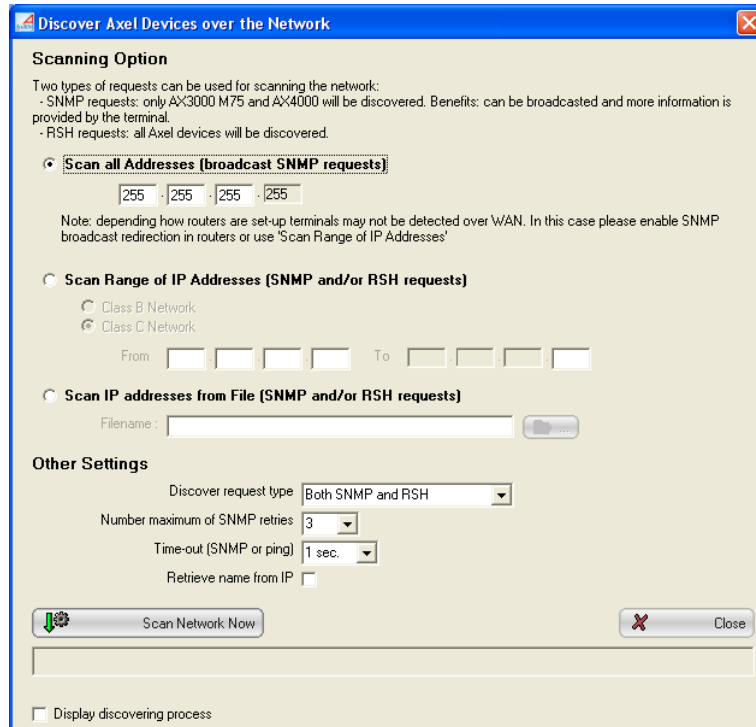 Discover Axel Devices over the Network
Scanning Option
Two types of requests can be used for scanning the network:
- SNMP requests: only AX3000 M75 and AX4000 will be discovered. Benefits: can be broadcasted and more information is
provided by the terminal.
- RSH requests: all Axel devices will be discovered.
Scan all Addresses (broadcast SNMP requests)
255 . 255 . 255 . 255
Note: depending how routers are set-up terminals may not be detected over WAN. In this case please enable SNMP
broadcast redirection in routers or use 'Scan Range of IP Addresses'
Scan Range of IP Addresses (SNMP and/or RSH requests)
Class B Network
Class C Network
From . . . To . . .
Scan IP addresses from File (SNMP and/or RSH requests)
Filename : ...
Other Settings
Discover request type Both SNMP and RSH
Number maximum of SNMP retries 3
Time-out (SNMP or ping) 1 sec.
Retrieve name from IP
Scan Network Now Close
Display discovering process